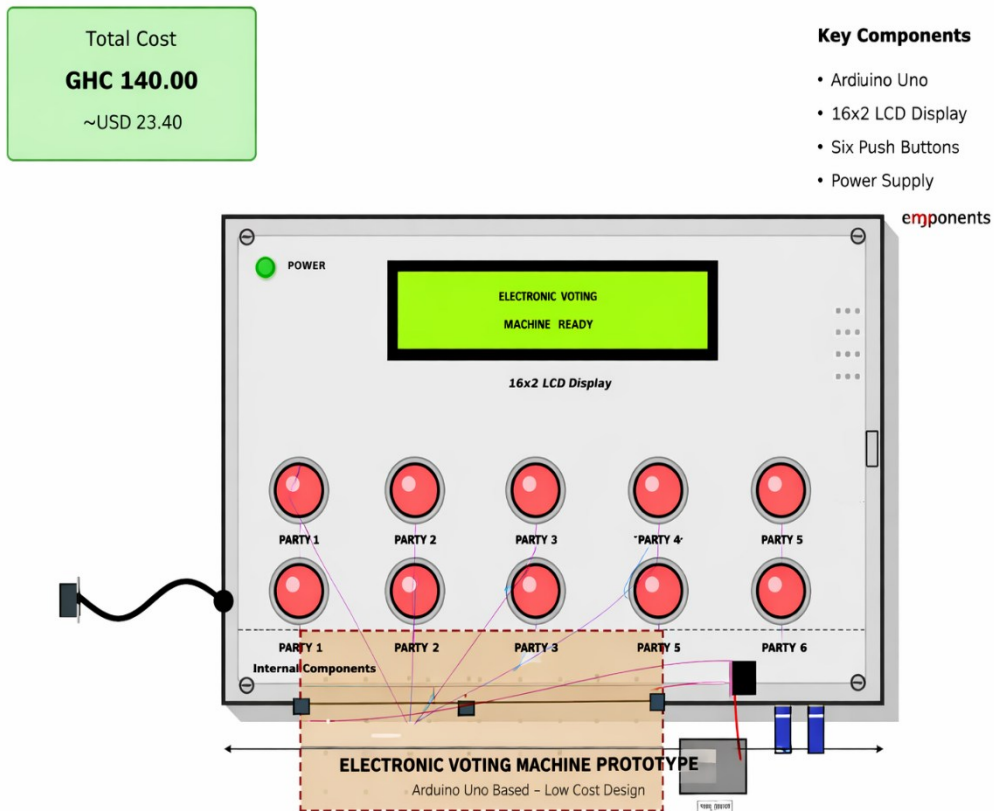 Total Cost
GHC 140.00
~USD 23.40
Key Components
• Arduino Uno
• 16x2 LCD Display
• Six Push Buttons
• Power Supply
emponents
POWER
ELECTRONIC VOTING
MACHINE READY
16x2 LCD Display
PARTY 1
PARTY 2
PARTY 3
PARTY 4
PARTY 5
PARTY 1
PARTY 2
PARTY 3
PARTY 5
PARTY 6
Internal Components
ELECTRONIC VOTING MACHINE PROTOTYPE
Arduino Uno Based – Low Cost Design